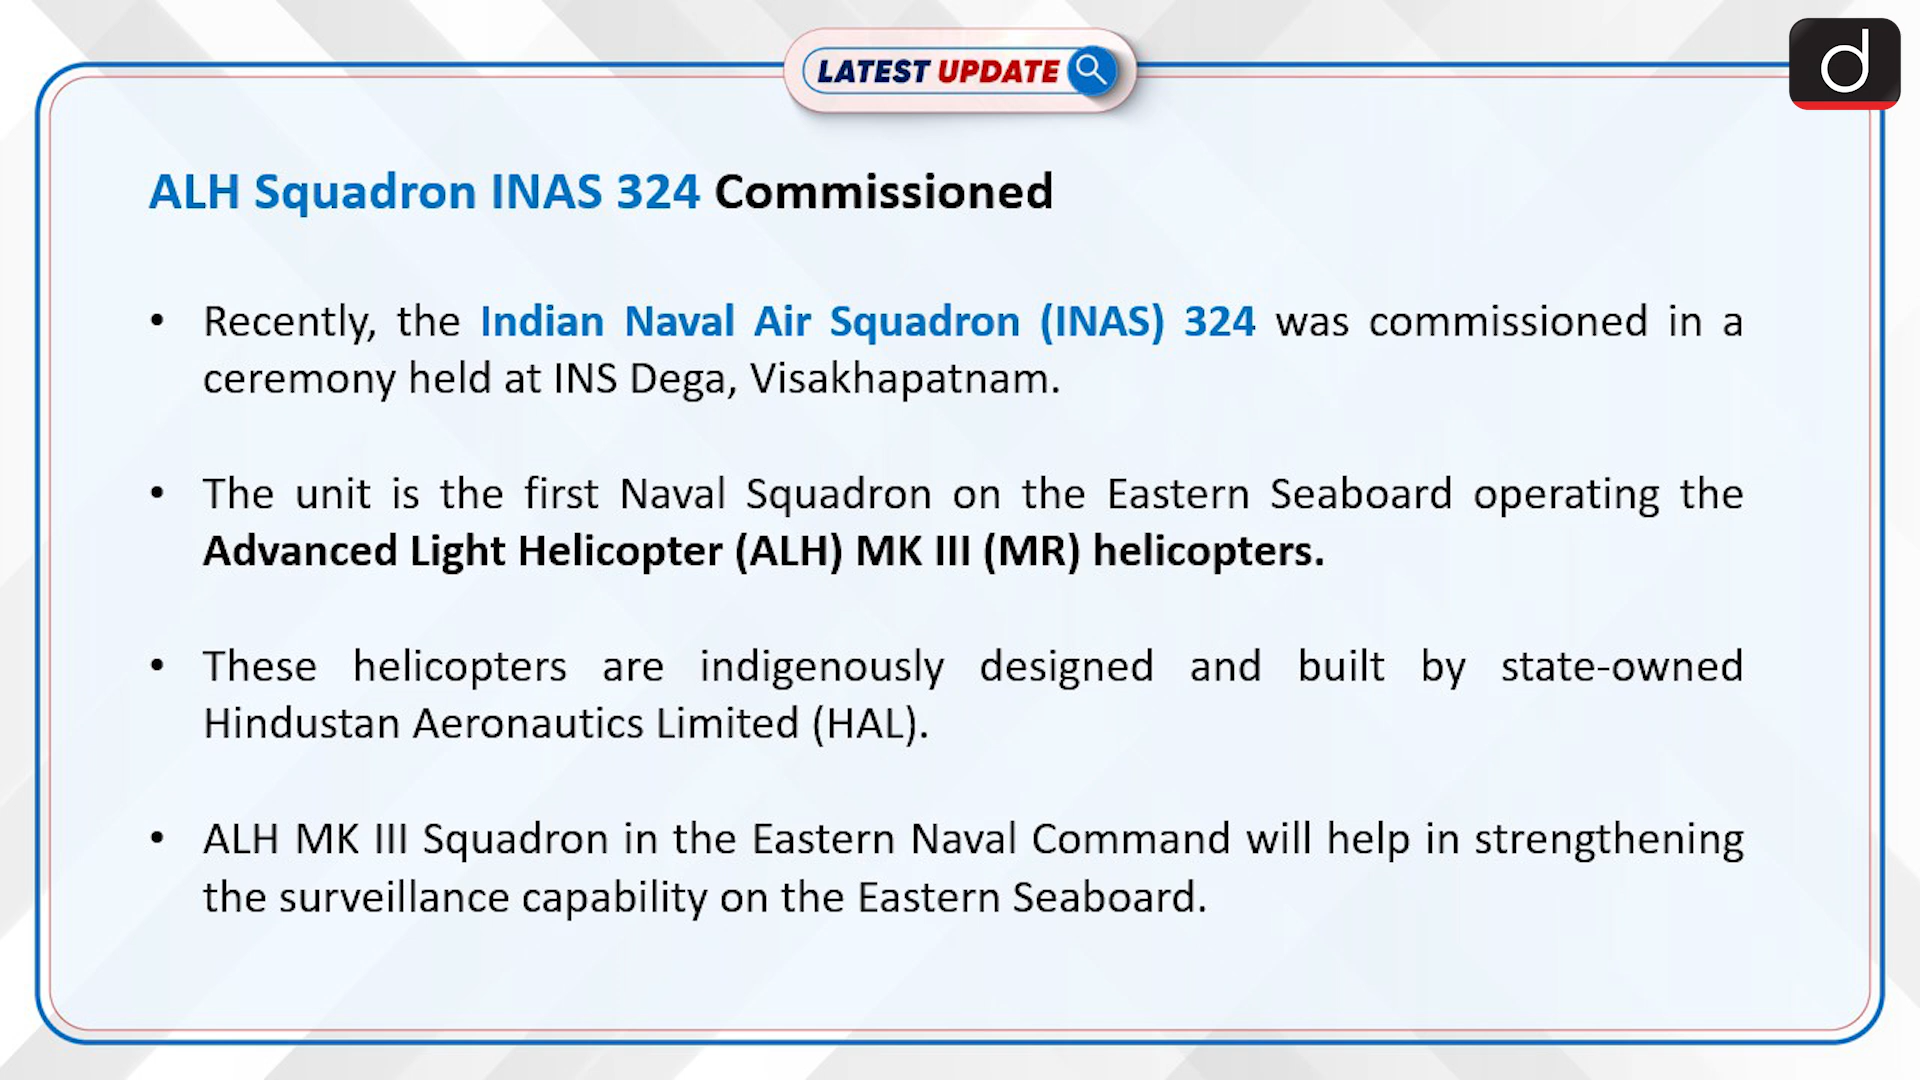 LATEST UPDATE
d
ALH Squadron INAS 324 Commissioned
• Recently, the Indian Naval Air Squadron (INAS) 324 was commissioned in a
ceremony held at INS Dega, Visakhapatnam.
• The unit is the first Naval Squadron on the Eastern Seaboard operating the
Advanced Light Helicopter (ALH) MK III (MR) helicopters.
• These helicopters are indigenously designed and built by state-owned
Hindustan Aeronautics Limited (HAL).
• ALH MK III Squadron in the Eastern Naval Command will help in strengthening
the surveillance capability on the Eastern Seaboard.